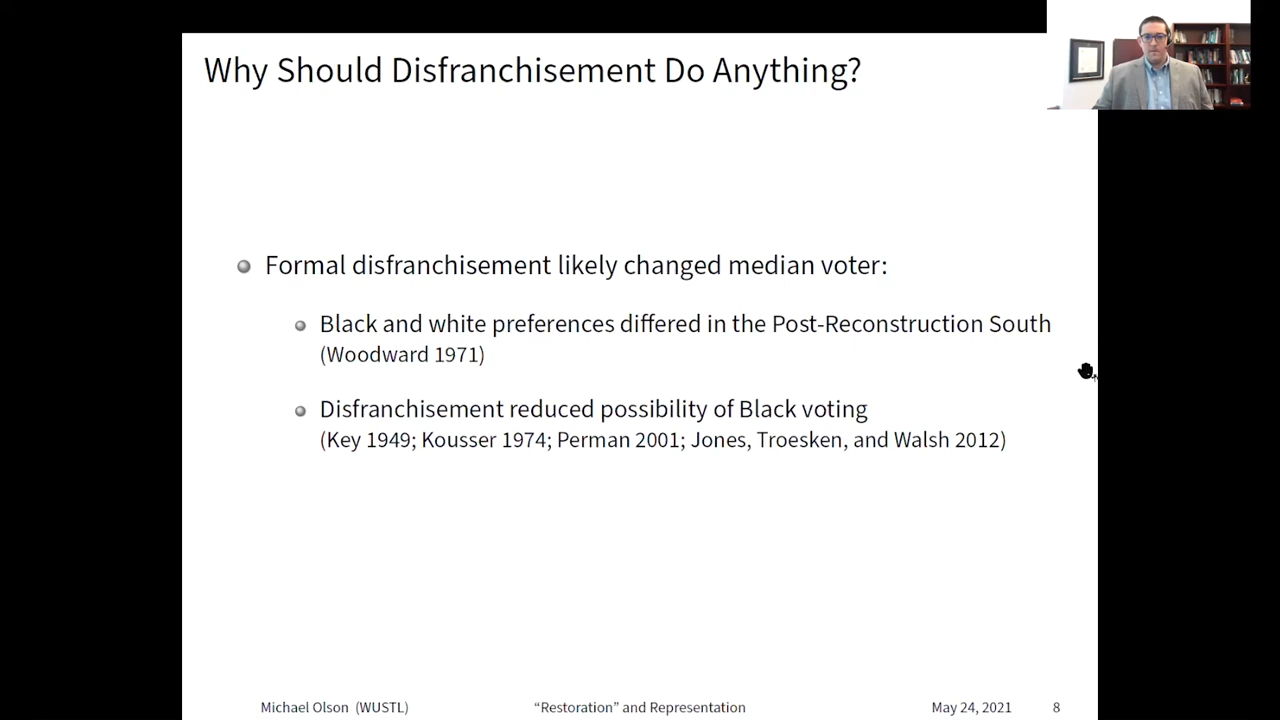 Why Should Disfranchisement Do Anything?
Formal disfranchisement likely changed median voter:
Black and white preferences differed in the Post-Reconstruction South
(Woodward 1971)
Disfranchisement reduced possibility of Black voting
(Key 1949; Kousser 1974; Perman 2001; Jones, Troesken, and Walsh 2012)
Michael Olson (WUSTL)
“Restoration” and Representation
May 24, 2021
8